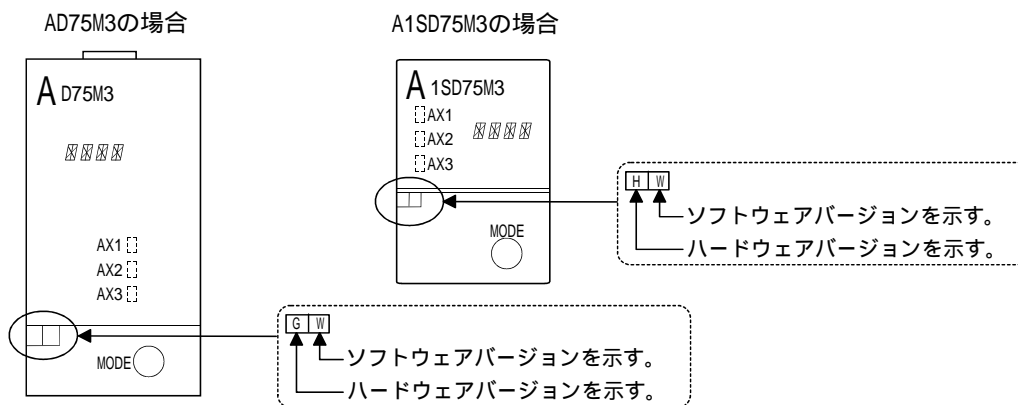 AD75M3の場合
A D75M3
AX1
AX2
AX3
MODE
G W
ソフトウェアバージョンを示す。
ハードウェアバージョンを示す。
A1SD75M3の場合
A 1SD75M3
AX1
AX2
AX3
MODE
H W
ソフトウェアバージョンを示す。
ハードウェアバージョンを示す。